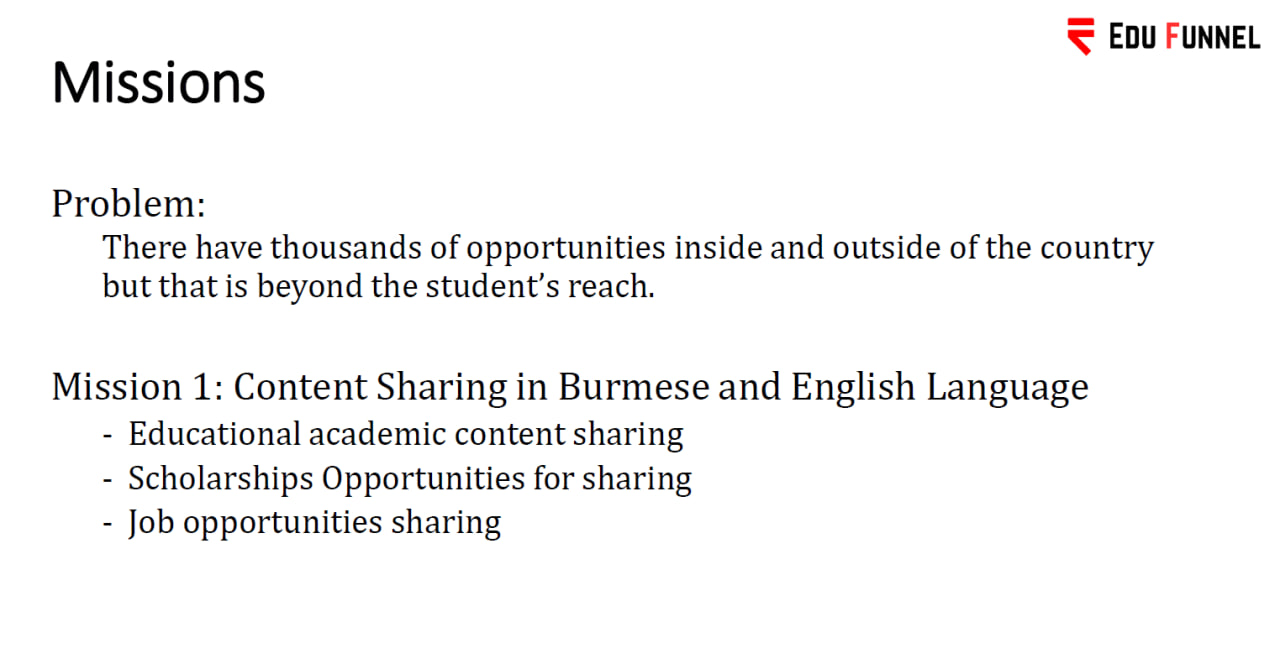 EDU FUNNEL
Missions
Problem:
There have thousands of opportunities inside and outside of the country
but that is beyond the student’s reach.
Mission 1: Content Sharing in Burmese and English Language
- Educational academic content sharing
- Scholarships Opportunities for sharing
- Job opportunities sharing